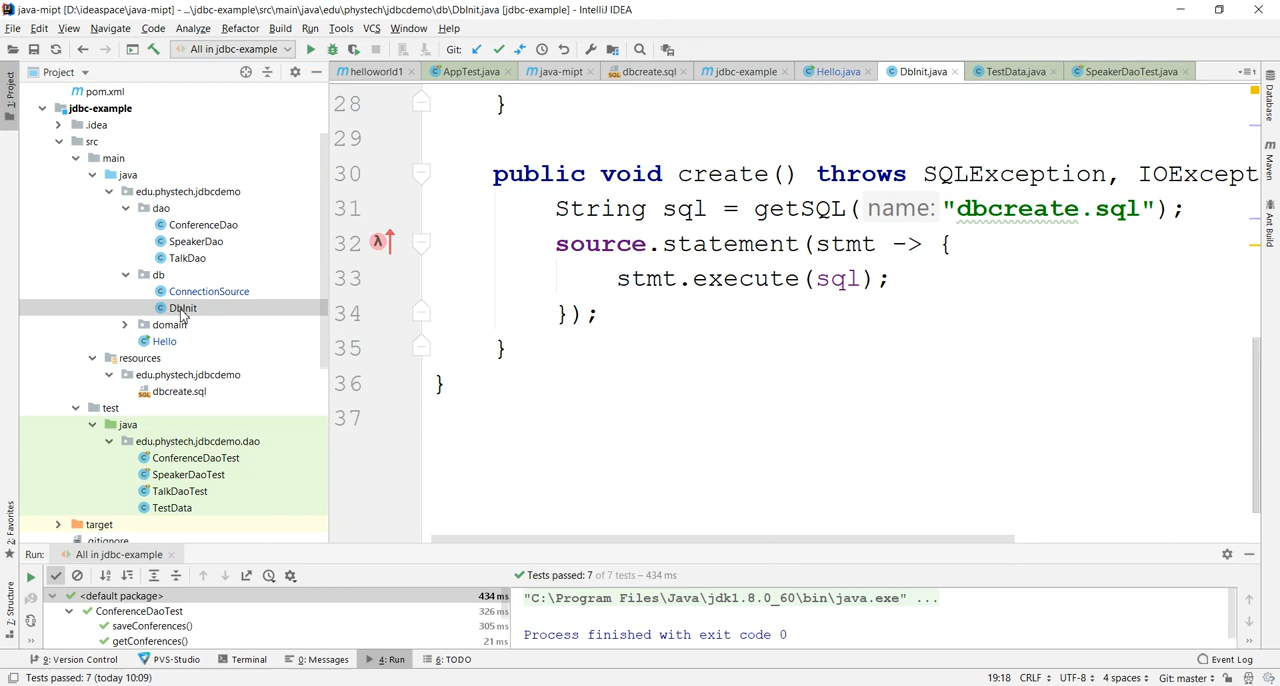 java-mipt [D:\ideaspace\java-mipt] - ...\jdbc-example\src\main\java\edu\phystech\jdbcdemo\db\DbInit.java [jdbc-example] - IntelliJ IDEA
File Edit View Navigate Code Analyze Refactor Build Run Tools VCS Window Help
All in jdbc-example Git:
Project helloworld1 AppTest.java java-mipt dbcreate.sql jdbc-example Hello.java DbInit.java TestData.java SpeakerDaoTest.java
1: Project
Database
Maven
Ant Build
pom.xml
jdbc-example
.idea
src
main
java
edu.phystech.jdbcdemo
dao
ConferenceDao
SpeakerDao
TalkDao
db
ConnectionSource
DbInit
domain
Hello
resources
edu.phystech.jdbcdemo
dbcreate.sql
test
java
edu.phystech.jdbcdemo.dao
ConferenceDaoTest
SpeakerDaoTest
TalkDaoTest
TestData
target
.gitignore
28 }
29
30 public void create() throws SQLException, IOExcept
31 String sql = getSQL( name: "dbcreate.sql");
32 source.statement(stmt -> {
33 stmt.execute(sql);
34 });
35 }
36 }
37
2: Favorites
7: Structure
Run: All in jdbc-example
Tests passed: 7 of 7 tests – 434 ms
<default package> 434 ms
ConferenceDaoTest 326 ms
saveConferences() 305 ms
getConferences() 21 ms
"C:\Program Files\Java\jdk1.8.0_60\bin\java.exe" ...
Process finished with exit code 0
9: Version Control PVS-Studio Terminal 0: Messages 4: Run 6: TODO Event Log
Tests passed: 7 (today 10:09) 19:18 CRLF UTF-8 4 spaces Git: master